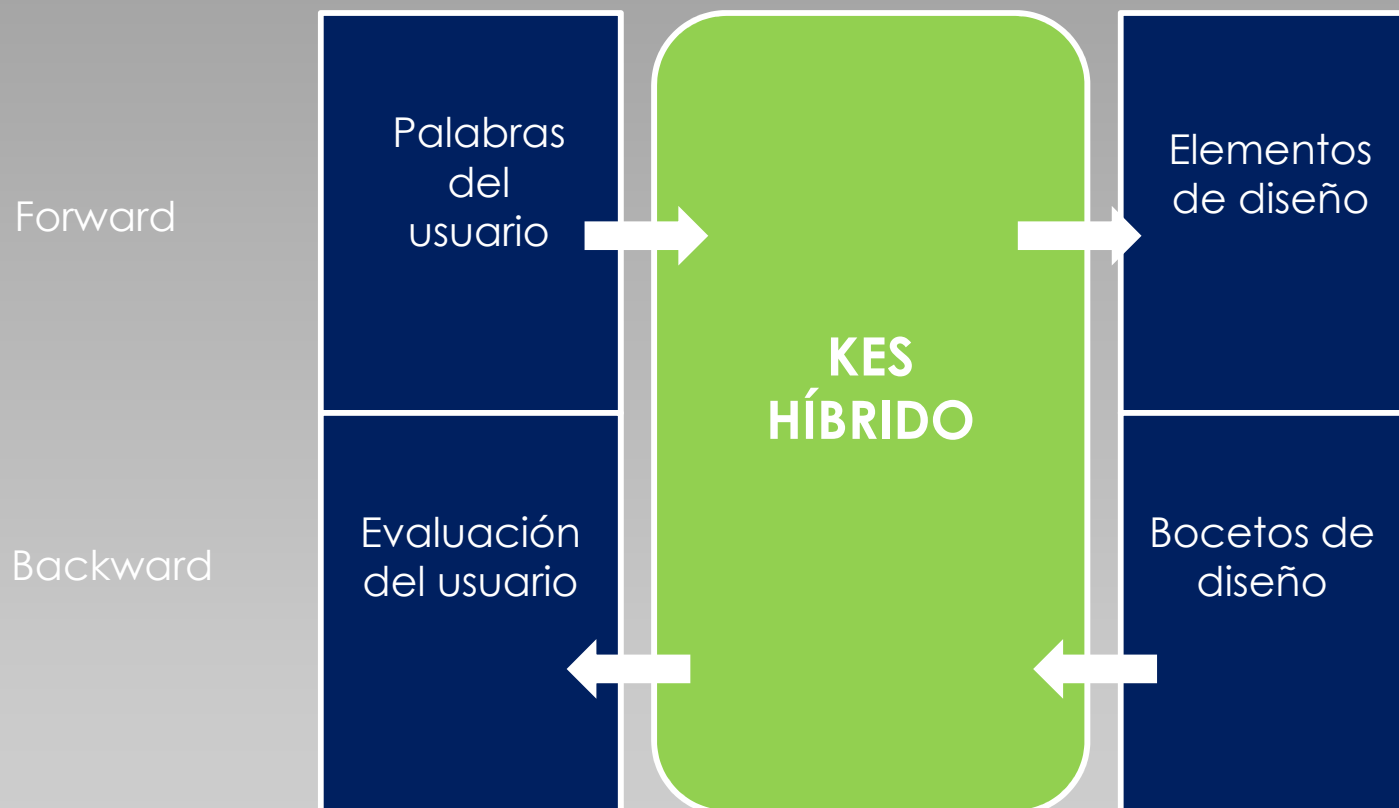 Forward
Palabras
del
usuario
KES
HÍBRIDO
Elementos
de diseño
Backward
Evaluación
del usuario
Bocetos de
diseño